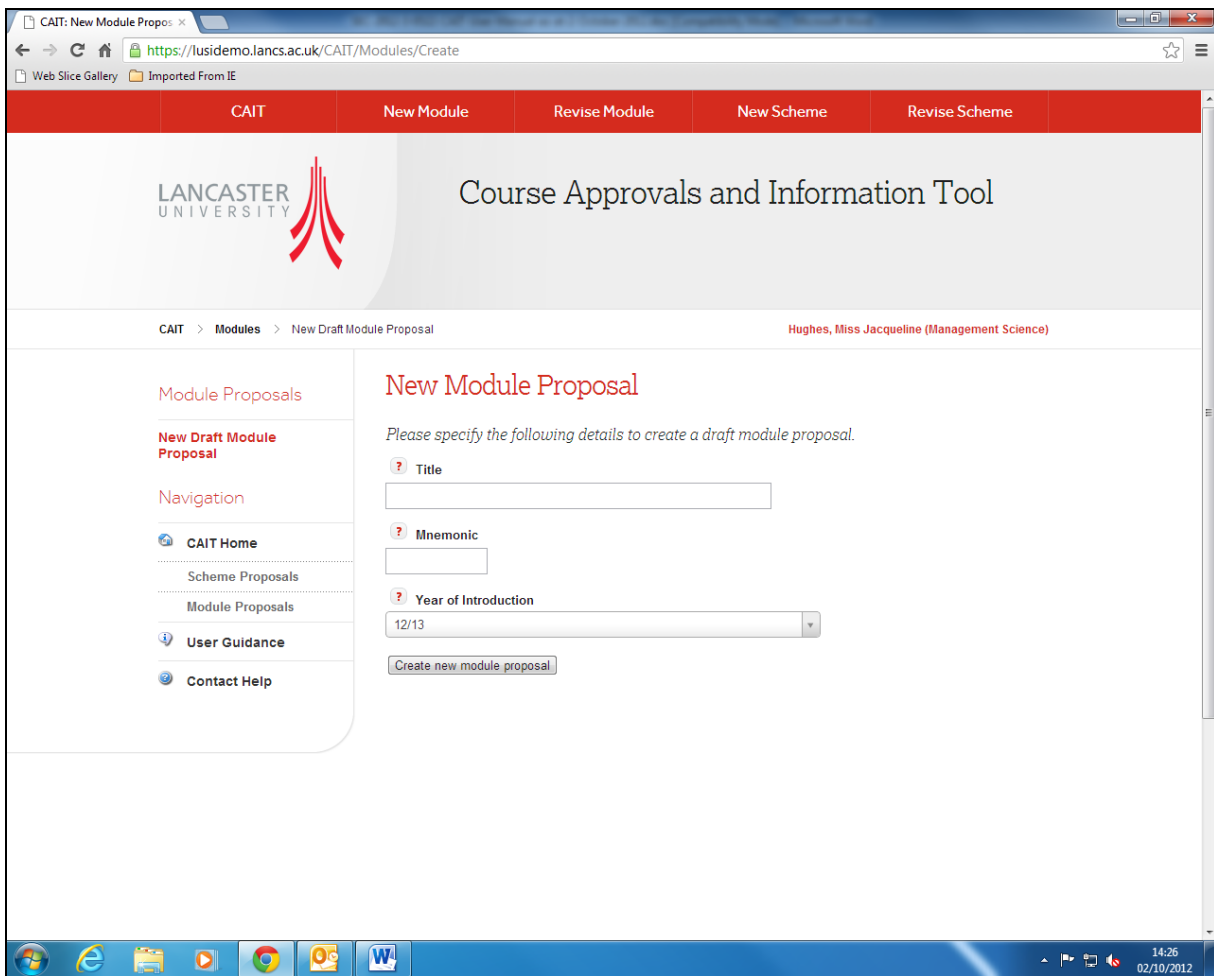 CAIT: New Module Propos
https://lusidemo.lancs.ac.uk/CAIT/Modules/Create
Web Slice Gallery Imported From IE
CAIT New Module Revise Module New Scheme Revise Scheme
LANCASTER
UNIVERSITY
Course Approvals and Information Tool
CAIT > Modules > New Draft Module Proposal Hughes, Miss Jacqueline (Management Science)
Module Proposals
New Draft Module
Proposal
Navigation
CAIT Home
Scheme Proposals
Module Proposals
User Guidance
Contact Help
New Module Proposal
Please specify the following details to create a draft module proposal.
? Title
? Mnemonic
? Year of Introduction
12/13
Create new module proposal
14:26
02/10/2012